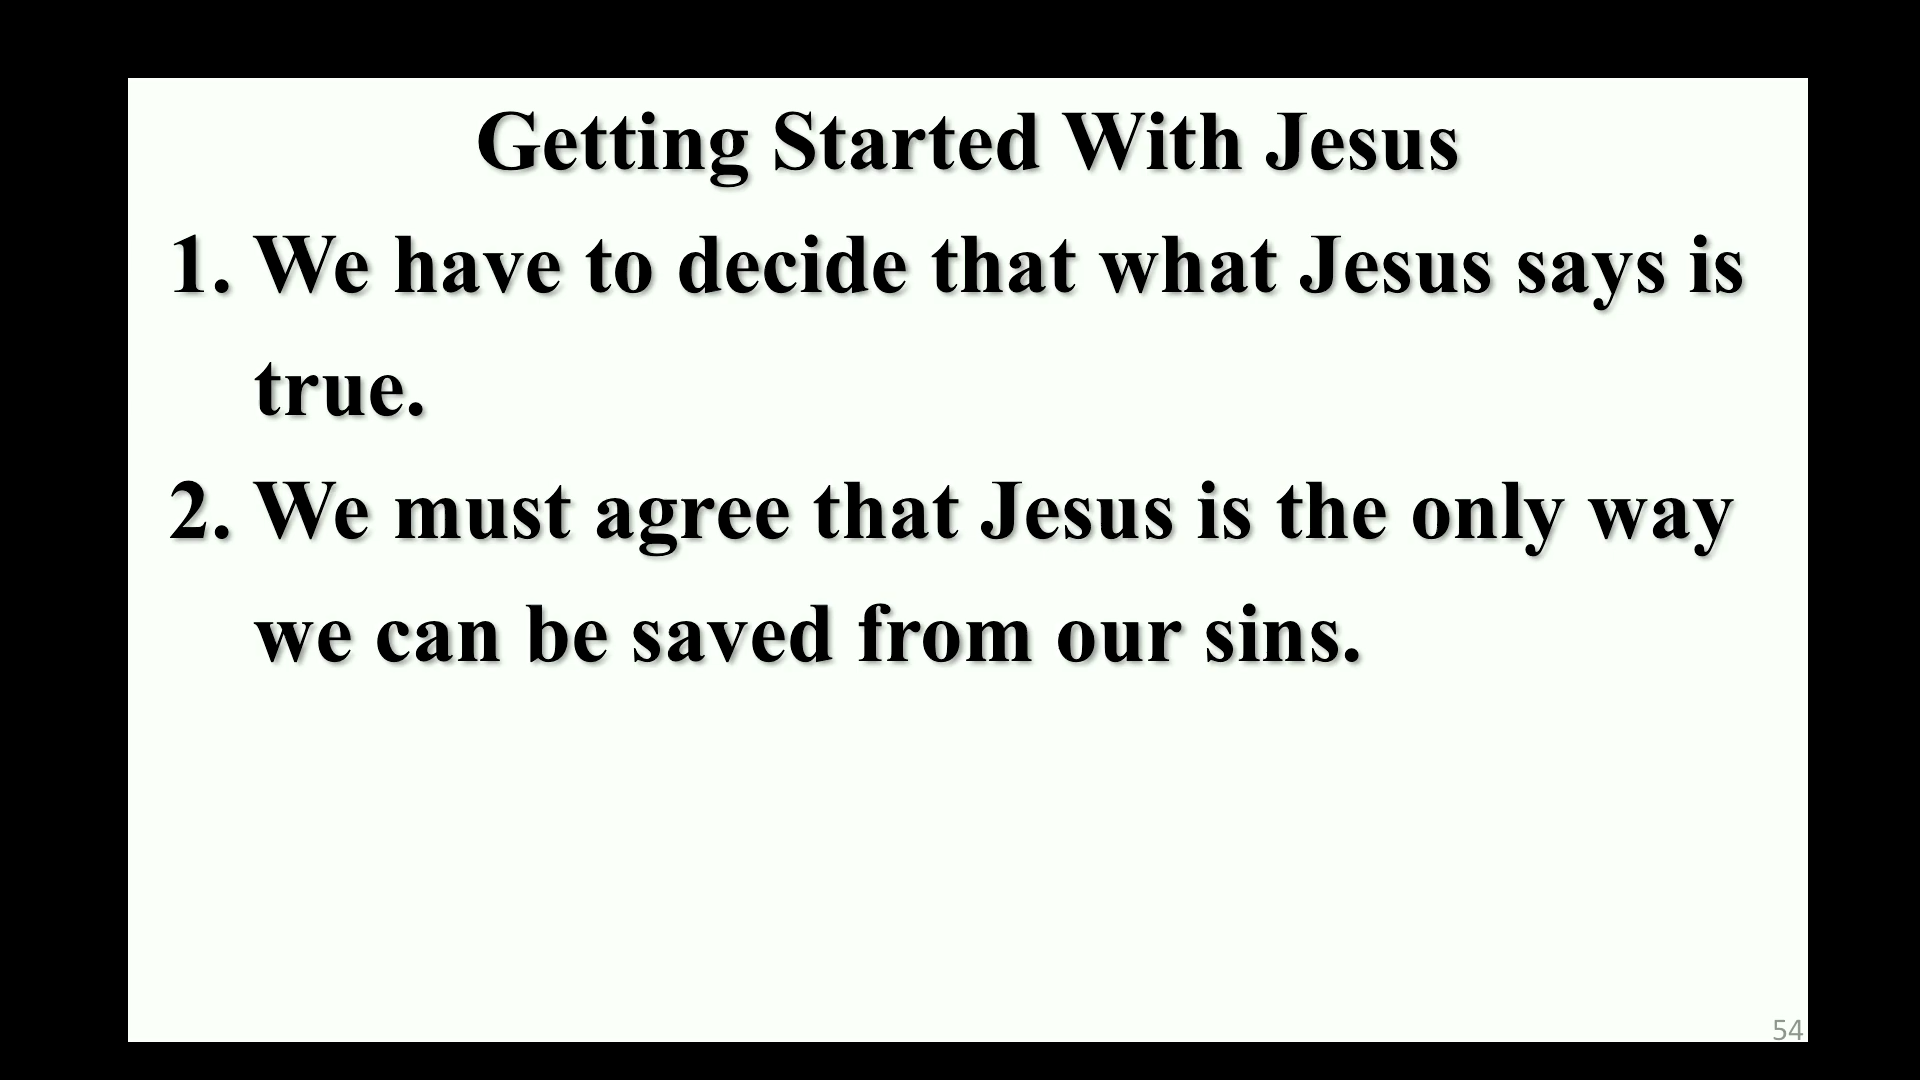 Getting Started With Jesus
1. We have to decide that what Jesus says is
true.
2. We must agree that Jesus is the only way
we can be saved from our sins.
54